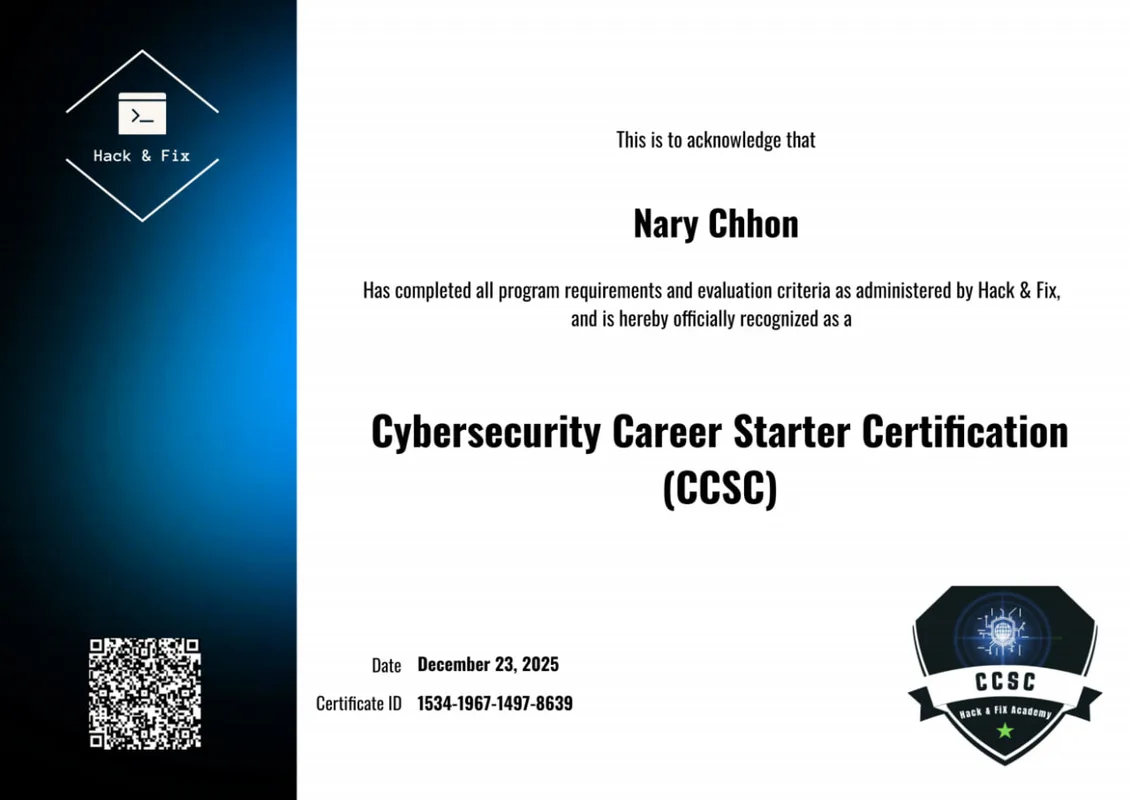 Hack & Fix
This is to acknowledge that
Nary Chhon
Has completed all program requirements and evaluation criteria as administered by Hack & Fix,
and is hereby officially recognized as a
Cybersecurity Career Starter Certification
(CCSC)
Date December 23, 2025
Certificate ID 1534-1967-1497-8639
CCSC
Hack & FiX Academy